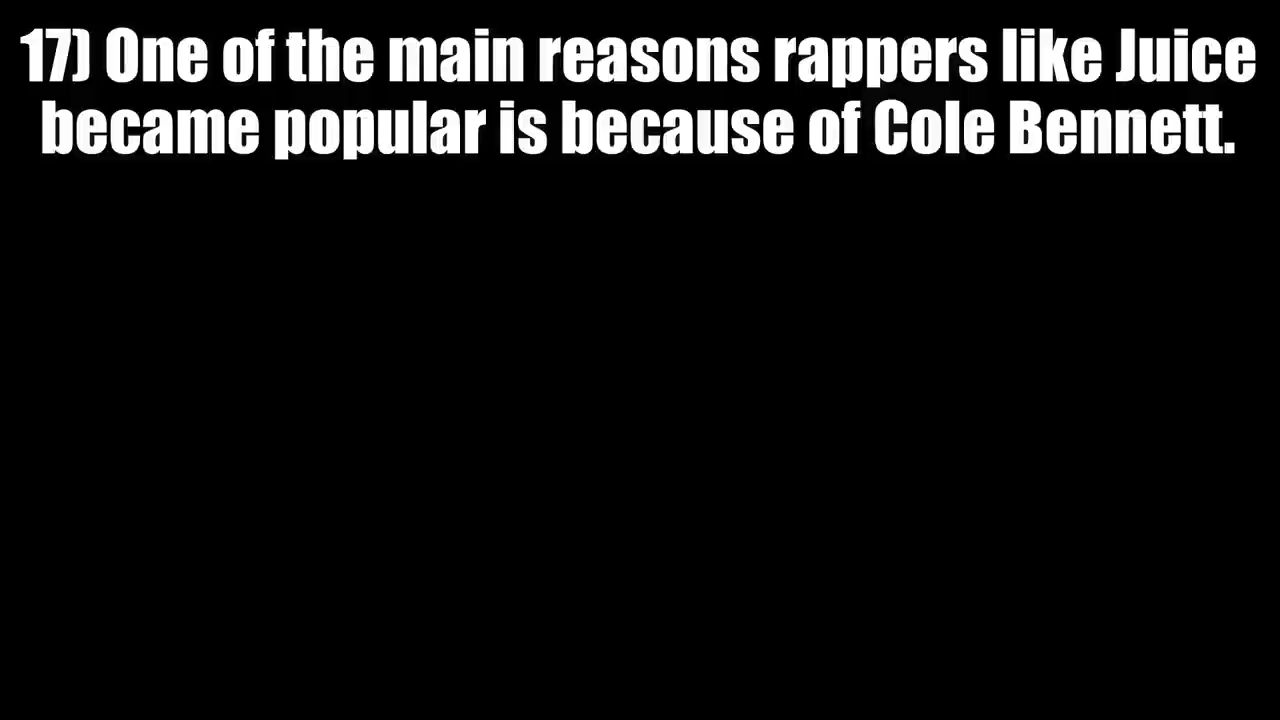 17) One of the main reasons rappers like Juice
became popular is because of Cole Bennett.